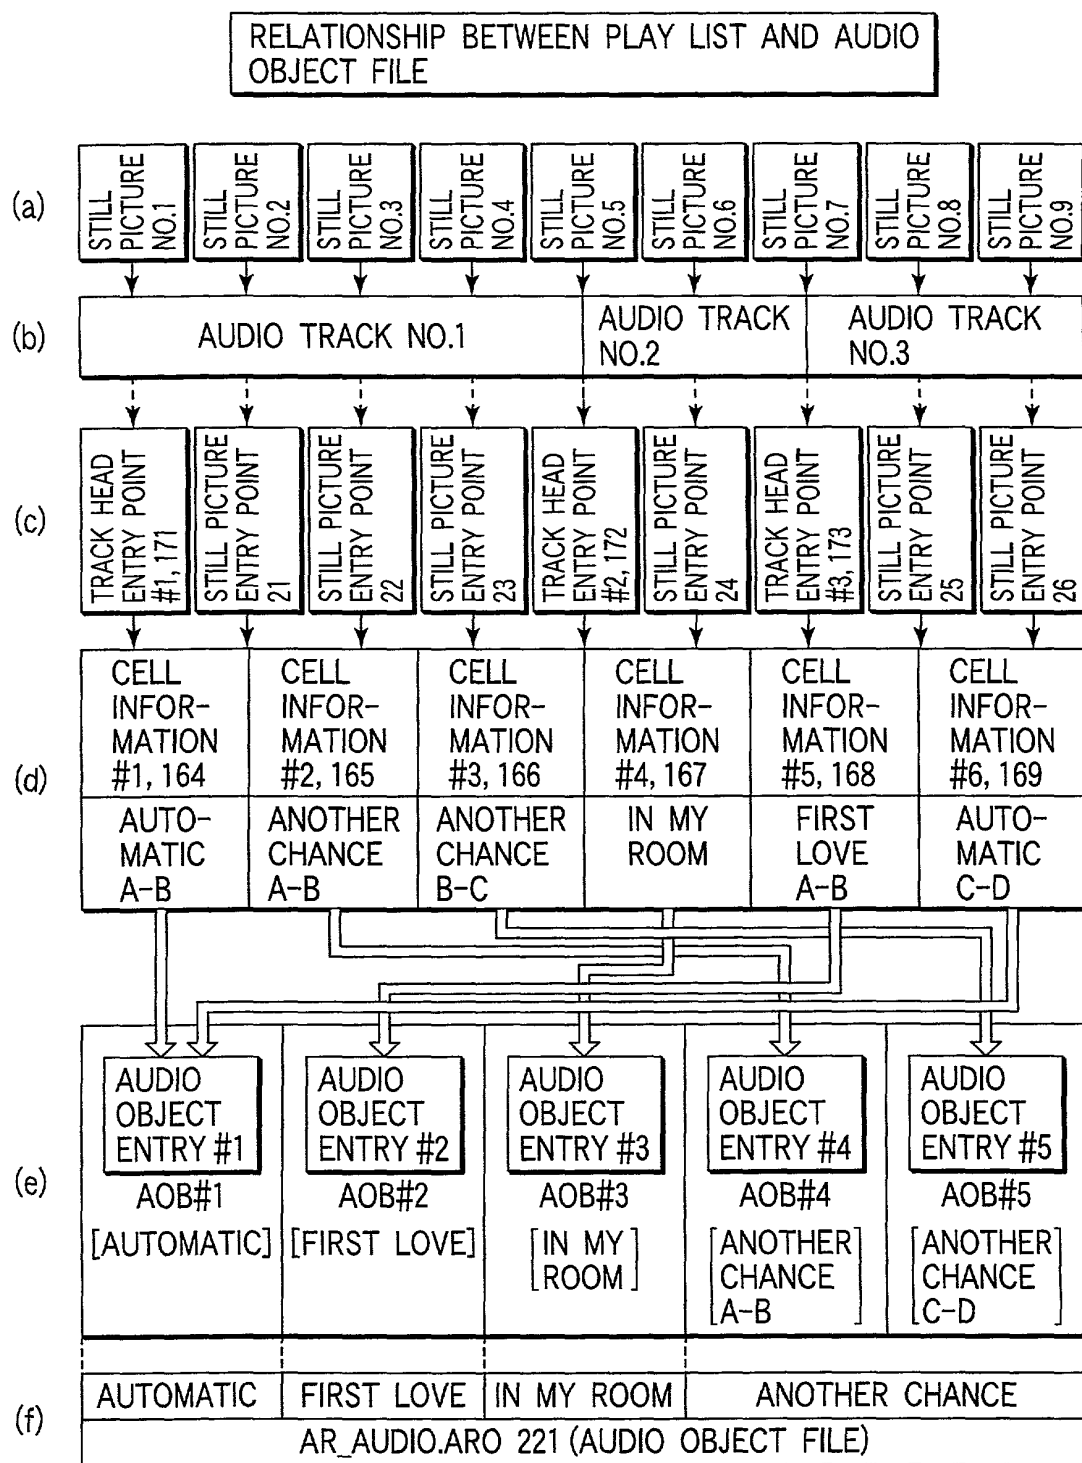 RELATIONSHIP BETWEEN PLAY LIST AND AUDIO
OBJECT FILE
(a)
STILL
PICTURE
NO.1
STILL
PICTURE
NO.2
STILL
PICTURE
NO.3
STILL
PICTURE
NO.4
STILL
PICTURE
NO.5
STILL
PICTURE
NO.6
STILL
PICTURE
NO.7
STILL
PICTURE
NO.8
STILL
PICTURE
NO.9
(b)
AUDIO TRACK NO.1
AUDIO TRACK
NO.2
AUDIO TRACK
NO.3
(c)
TRACK HEAD
ENTRY POINT
#1, 171
STILL PICTURE
ENTRY POINT
21
STILL PICTURE
ENTRY POINT
22
STILL PICTURE
ENTRY POINT
23
TRACK HEAD
ENTRY POINT
#2, 172
STILL PICTURE
ENTRY POINT
24
TRACK HEAD
ENTRY POINT
#3, 173
STILL PICTURE
ENTRY POINT
25
STILL PICTURE
ENTRY POINT
26
(d)
CELL
INFOR-
MATION
#1, 164
CELL
INFOR-
MATION
#2, 165
CELL
INFOR-
MATION
#3, 166
CELL
INFOR-
MATION
#4, 167
CELL
INFOR-
MATION
#5, 168
CELL
INFOR-
MATION
#6, 169
AUTO-
MATIC
A-B
ANOTHER
CHANCE
A-B
ANOTHER
CHANCE
B-C
IN MY
ROOM
FIRST
LOVE
A-B
AUTO-
MATIC
C-D
(e)
AUDIO
OBJECT
ENTRY #1
AOB#1
[AUTOMATIC]
AUDIO
OBJECT
ENTRY #2
AOB#2
[FIRST LOVE]
AUDIO
OBJECT
ENTRY #3
AOB#3
[IN MY
ROOM]
AUDIO
OBJECT
ENTRY #4
AOB#4
[ANOTHER
CHANCE
A-B]
AUDIO
OBJECT
ENTRY #5
AOB#5
[ANOTHER
CHANCE
C-D]
(f)
AUTOMATIC
FIRST LOVE
IN MY ROOM
ANOTHER CHANCE
AR_AUDIO.ARO 221 (AUDIO OBJECT FILE)